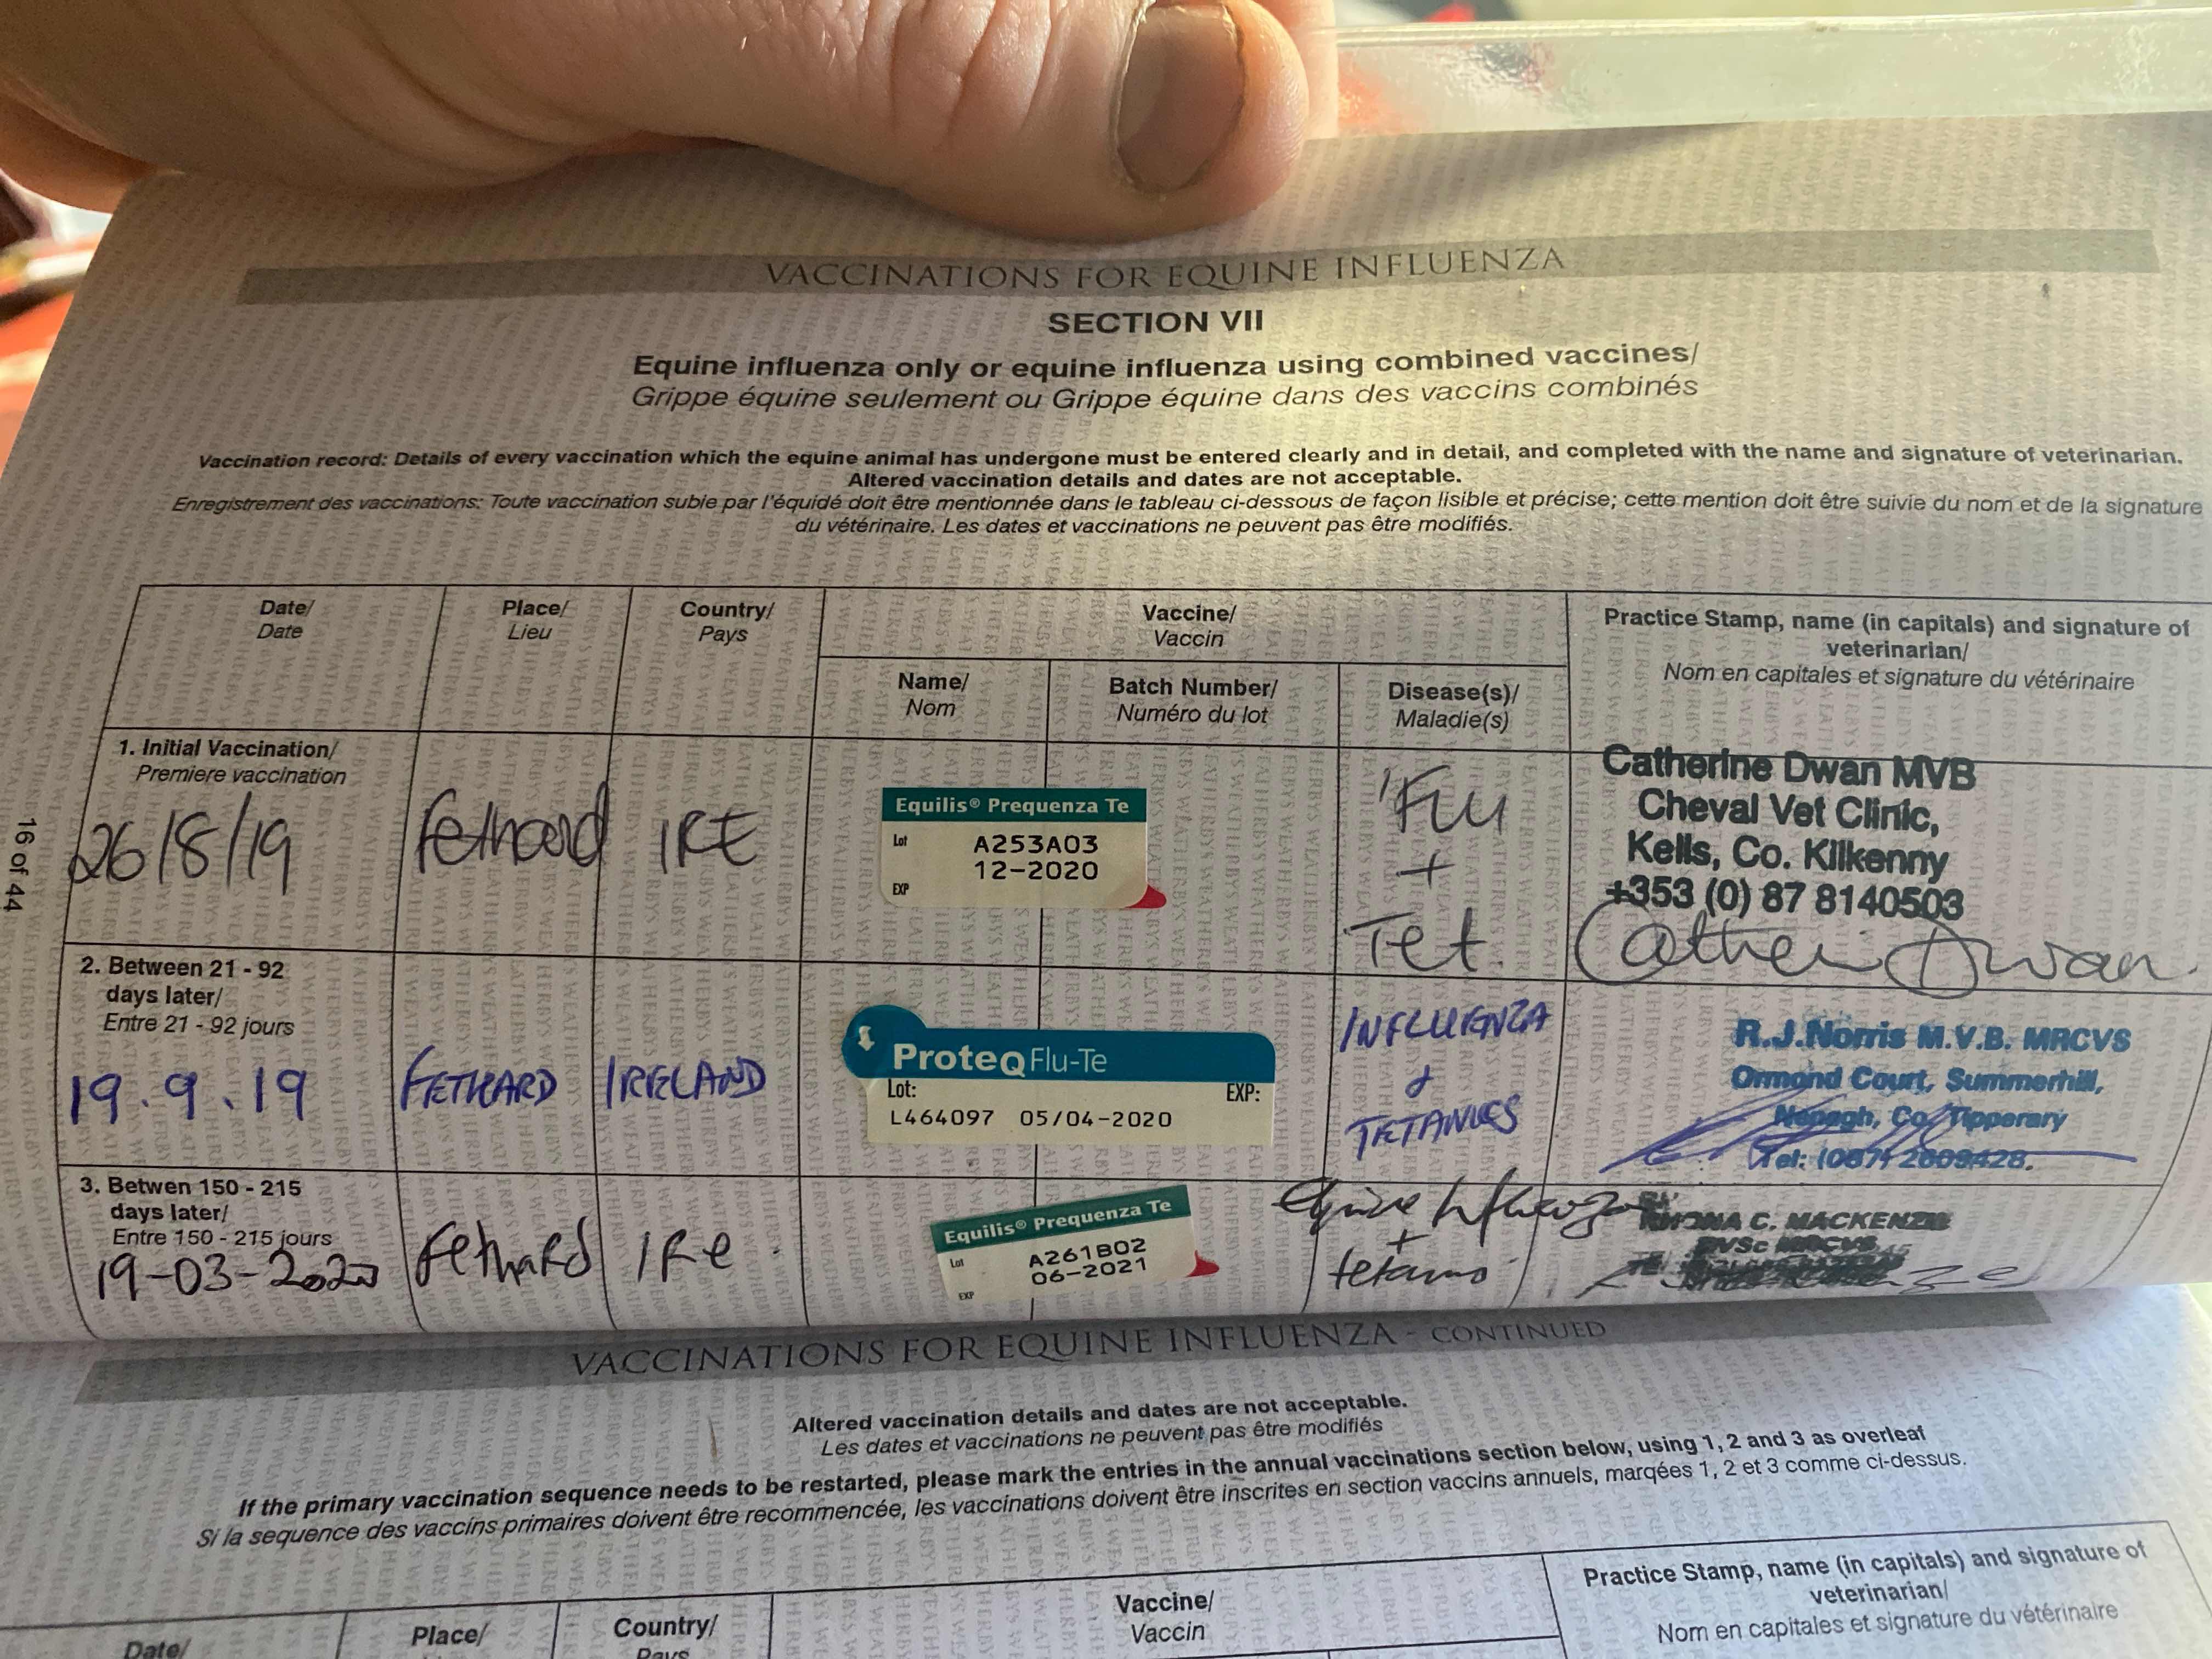 VACCINATIONS FOR EQUINE INFLUENZA
SECTION VII
Equine influenza only or equine influenza using combined vaccines/
Grippe équine seulement ou Grippe équine dans des vaccins combinés
Vaccination record: Details of every vaccination which the equine animal has undergone must be entered clearly and in detail, and completed with the name and signature of veterinarian.
Altered vaccination details and dates are not acceptable.
Enregistrement des vaccinations: Toute vaccination subie par l'équidé doit être mentionnée dans le tableau ci-dessous de façon lisible et précise; cette mention doit être suivie du nom et de la signature
du vétérinaire. Les dates et vaccinations ne peuvent pas être modifiés.
Date/
Date
Place/
Lieu
Country/
Pays
Vaccine/
Vaccin
Name/
Nom
Batch Number/
Numéro du lot
Disease(s)/
Maladie(s)
Practice Stamp, name (in capitals) and signature of
veterinarian/
Nom en capitales et signature du vétérinaire
1. Initial Vaccination/
Premiere vaccination
26/8/19
Fethard
IRE
Equilis® Prequenza Te
Lot A253A03
12-2020
EXP
'Flu
+
Tet.
Catherine Dwan MVB
Cheval Vet Clinic,
Kells, Co. Kilkenny
+353 (0) 87 8140503
Catherine Dwan
2. Between 21 - 92
days later/
Entre 21 - 92 jours
19.9.19
FETHARD
IRELAND
ProteqFlu-Te
Lot: EXP:
L464097 05/04-2020
INFLUENZA
&
TETANUS
R.J.Norris M.V.B. MRCVS
Ormond Court, Summerhill,
Nenagh, Co. Tipperary
Tel: (087) 2609428.
3. Betwen 150 - 215
days later/
Entre 150 - 215 jours
19-03-2020
Fethard
IRe
Equilis® Prequenza Te
Lot A261B02
06-2021
EXP
Equine Influenza
+
tetanus
RHONA C. MACKENZIE
BVSc MRCVS
16 of 44
VACCINATIONS FOR EQUINE INFLUENZA - CONTINUED
Altered vaccination details and dates are not acceptable.
Les dates et vaccinations ne peuvent pas être modifiés
If the primary vaccination sequence needs to be restarted, please mark the entries in the annual vaccinations section below, using 1, 2 and 3 as overleaf
Si la sequence des vaccins primaires doivent être recommencée, les vaccinations doivent être inscrites en section vaccins annuels, marqées 1, 2 et 3 comme ci-dessus.
Date/
Place/
Country/
Pays
Vaccine/
Vaccin
Practice Stamp, name (in capitals) and signature of
veterinarian/
Nom en capitales et signature du vétérinaire